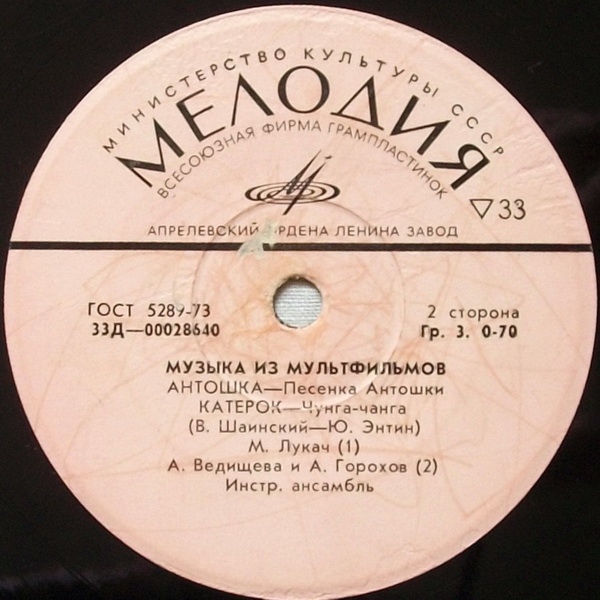 МИНИСТЕРСТВО КУЛЬТУРЫ СССР
МЕЛОДИЯ
ВСЕСОЮЗНАЯ ФИРМА ГРАМПЛАСТИНОК
▽33
АПРЕЛЕВСКИЙ ОРДЕНА ЛЕНИНА ЗАВОД
ГОСТ 5289-73
2 сторона
33Д—00028640
Гр. 3. 0-70
МУЗЫКА ИЗ МУЛЬТФИЛЬМОВ
АНТОШКА—Песенка Антошки
КАТЕРОК—Чунга-чанга
(В. Шаинский—Ю. Энтин)
М. Лукач (1)
А. Ведищева и А. Горохов (2)
Инстр. ансамбль